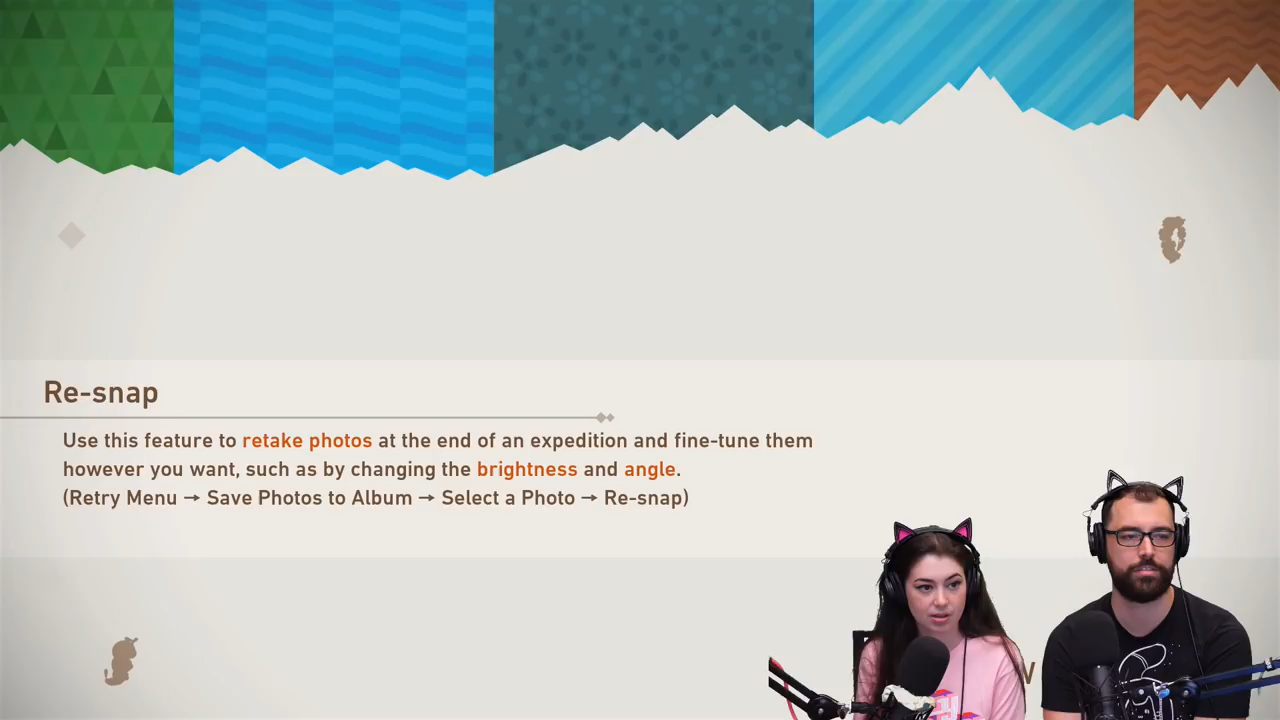 Re-snap
Use this feature to retake photos at the end of an expedition and fine-tune them
however you want, such as by changing the brightness and angle.
(Retry Menu → Save Photos to Album → Select a Photo → Re-snap)